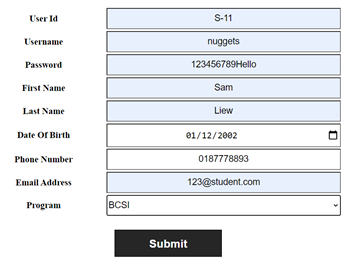 User Id S-11
Username nuggets
Password 123456789Hello
First Name Sam
Last Name Liew
Date Of Birth 01/12/2002
Phone Number 0187778893
Email Address 123@student.com
Program BCSI
Submit